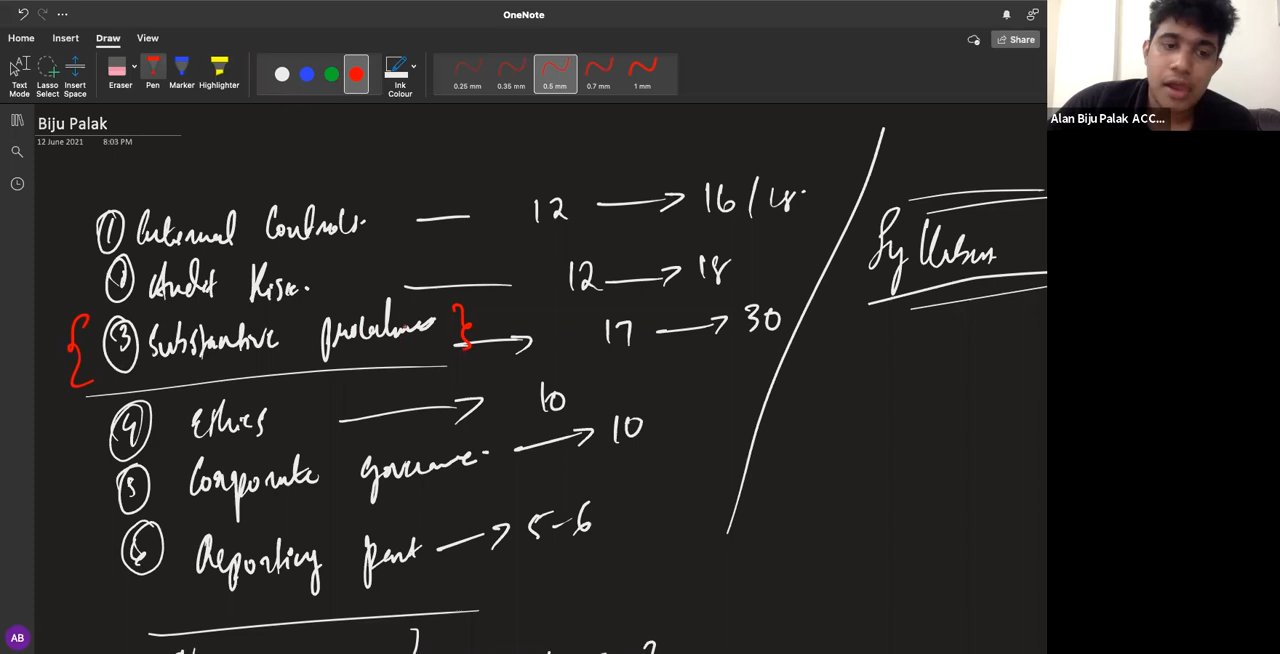 OneNote
Home Insert Draw View
Share
Text Mode
Lasso Select
Insert Space
Eraser
Pen
Marker
Highlighter
Ink Colour
0.25 mm
0.35 mm
0.5 mm
0.7 mm
1 mm
Alan Biju Palak ACC...
Biju Palak
12 June 2021 8:03 PM
① Internal Controls. — 12 → 16 / 18.
② Audit Risk. — 12 → 18
{ ③ Substantive procedures } → 17 → 30
④ Ethics → 10
⑤ Corporate governance. → 10
⑥ Reporting part → 5-6
Syllabus
AB